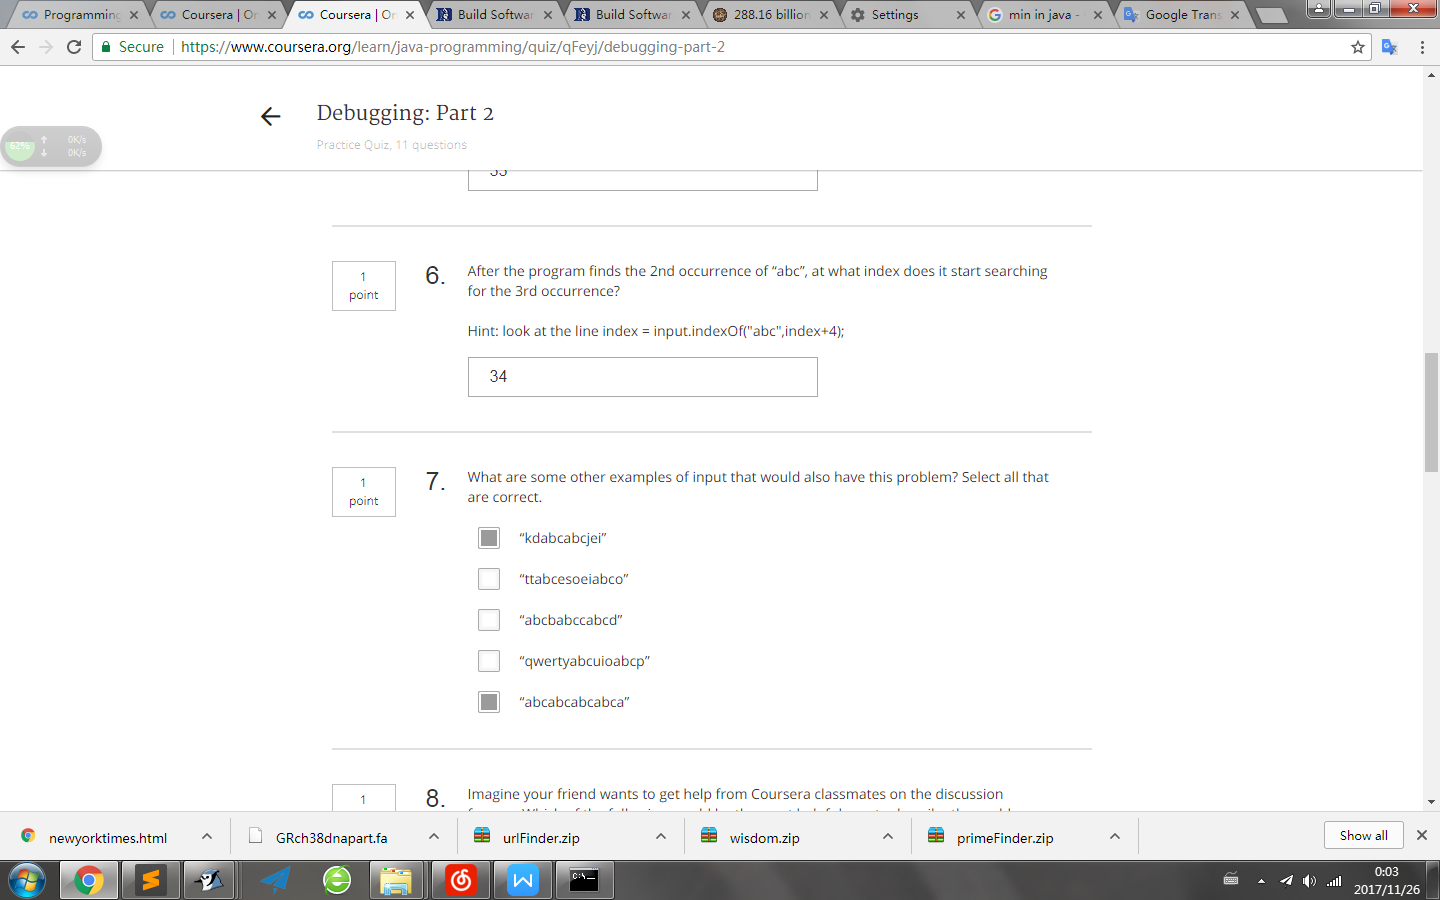 Programming
Coursera | On
Coursera | On
Build Softwar
Build Softwar
288.16 billion
Settings
min in java -
Google Trans
Secure
https://www.coursera.org/learn/java-programming/quiz/qFeyj/debugging-part-2
Debugging: Part 2
Practice Quiz, 11 questions
62%
0K/s
0K/s
1 point
6.
After the program finds the 2nd occurrence of “abc”, at what index does it start searching
for the 3rd occurrence?
Hint: look at the line index = input.indexOf("abc",index+4);
34
1 point
7.
What are some other examples of input that would also have this problem? Select all that
are correct.
“kdabcabcjei”
“ttabcesoeiabco”
“abcbabccabcd”
“qwertyabcuioabcp”
“abcabcabcabca”
1
8.
Imagine your friend wants to get help from Coursera classmates on the discussion
newyorktimes.html
GRch38dnapart.fa
urlFinder.zip
wisdom.zip
primeFinder.zip
Show all
0:03
2017/11/26